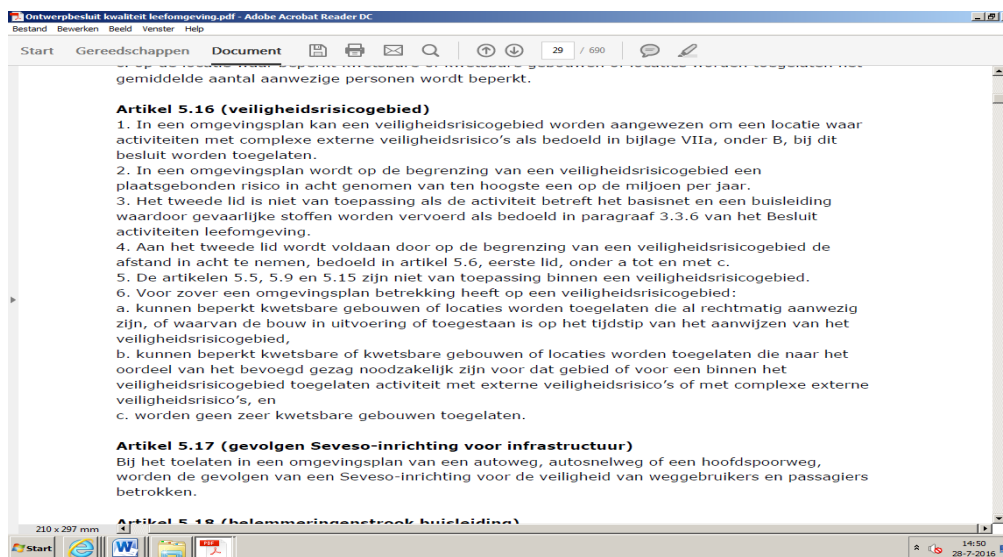 Ontwerpbesluit kwaliteit leefomgeving.pdf - Adobe Acrobat Reader DC
Bestand Bewerken Beeld Venster Help
Start Gereedschappen Document 29 / 690
gemiddelde aantal aanwezige personen wordt beperkt.
Artikel 5.16 (veiligheidsrisicogebied)
1. In een omgevingsplan kan een veiligheidsrisicogebied worden aangewezen om een locatie waar
activiteiten met complexe externe veiligheidsrisico's als bedoeld in bijlage VIIa, onder B, bij dit
besluit worden toegelaten.
2. In een omgevingsplan wordt op de begrenzing van een veiligheidsrisicogebied een
plaatsgebonden risico in acht genomen van ten hoogste een op de miljoen per jaar.
3. Het tweede lid is niet van toepassing als de activiteit betreft het basisnet en een buisleiding
waardoor gevaarlijke stoffen worden vervoerd als bedoeld in paragraaf 3.3.6 van het Besluit
activiteiten leefomgeving.
4. Aan het tweede lid wordt voldaan door op de begrenzing van een veiligheidsrisicogebied de
afstand in acht te nemen, bedoeld in artikel 5.6, eerste lid, onder a tot en met c.
5. De artikelen 5.5, 5.9 en 5.15 zijn niet van toepassing binnen een veiligheidsrisicogebied.
6. Voor zover een omgevingsplan betrekking heeft op een veiligheidsrisicogebied:
a. kunnen beperkt kwetsbare gebouwen of locaties worden toegelaten die al rechtmatig aanwezig
zijn, of waarvan de bouw in uitvoering of toegestaan is op het tijdstip van het aanwijzen van het
veiligheidsrisicogebied,
b. kunnen beperkt kwetsbare of kwetsbare gebouwen of locaties worden toegelaten die naar het
oordeel van het bevoegd gezag noodzakelijk zijn voor dat gebied of voor een binnen het
veiligheidsrisicogebied toegelaten activiteit met externe veiligheidsrisico's of met complexe externe
veiligheidsrisico's, en
c. worden geen zeer kwetsbare gebouwen toegelaten.
Artikel 5.17 (gevolgen Seveso-inrichting voor infrastructuur)
Bij het toelaten in een omgevingsplan van een autoweg, autosnelweg of een hoofdspoorweg,
worden de gevolgen van een Seveso-inrichting voor de veiligheid van weggebruikers en passagiers
betrokken.
Artikel 5.18 (belemmeringenstrook buisleiding)
210 x 297 mm
Start
14:50
28-7-2016